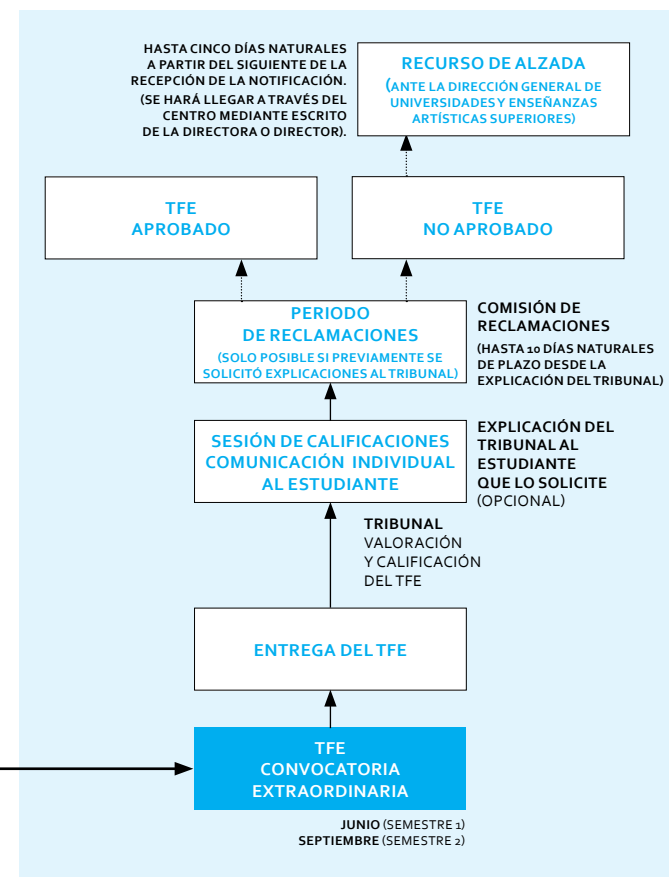 HASTA CINCO DÍAS NATURALES
A PARTIR DEL SIGUIENTE DE LA
RECEPCIÓN DE LA NOTIFICACIÓN.
(SE HARÁ LLEGAR A TRAVÉS DEL
CENTRO MEDIANTE ESCRITO
DE LA DIRECTORA O DIRECTOR).
RECURSO DE ALZADA
(ANTE LA DIRECCIÓN GENERAL DE
UNIVERSIDADES Y ENSEÑANZAS
ARTÍSTICAS SUPERIORES)
TFE
APROBADO
TFE
NO APROBADO
PERIODO
DE RECLAMACIONES
(SOLO POSIBLE SI PREVIAMENTE SE
SOLICITÓ EXPLICACIONES AL TRIBUNAL)
COMISIÓN DE
RECLAMACIONES
(HASTA 10 DÍAS NATURALES
DE PLAZO DESDE LA
EXPLICACIÓN DEL TRIBUNAL)
SESIÓN DE CALIFICACIONES
COMUNICACIÓN INDIVIDUAL
AL ESTUDIANTE
EXPLICACIÓN DEL
TRIBUNAL AL
ESTUDIANTE
QUE LO SOLICITE
(OPCIONAL)
TRIBUNAL
VALORACIÓN
Y CALIFICACIÓN
DEL TFE
ENTREGA DEL TFE
TFE
CONVOCATORIA
EXTRAORDINARIA
JUNIO (SEMESTRE 1)
SEPTIEMBRE (SEMESTRE 2)